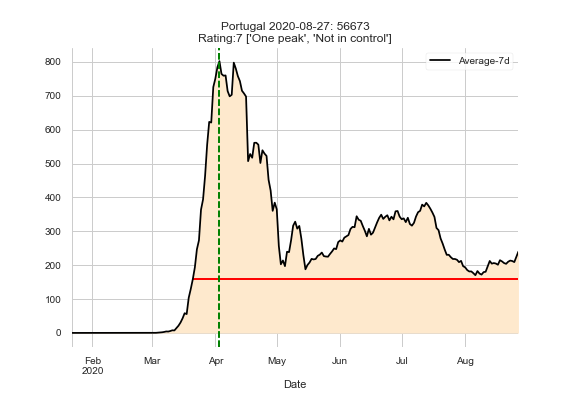 Portugal 2020-08-27: 56673
Rating:7 ['One peak', 'Not in control']
Average-7d
800
700
600
500
400
300
200
100
0
Feb Mar Apr May Jun Jul Aug
2020
Date